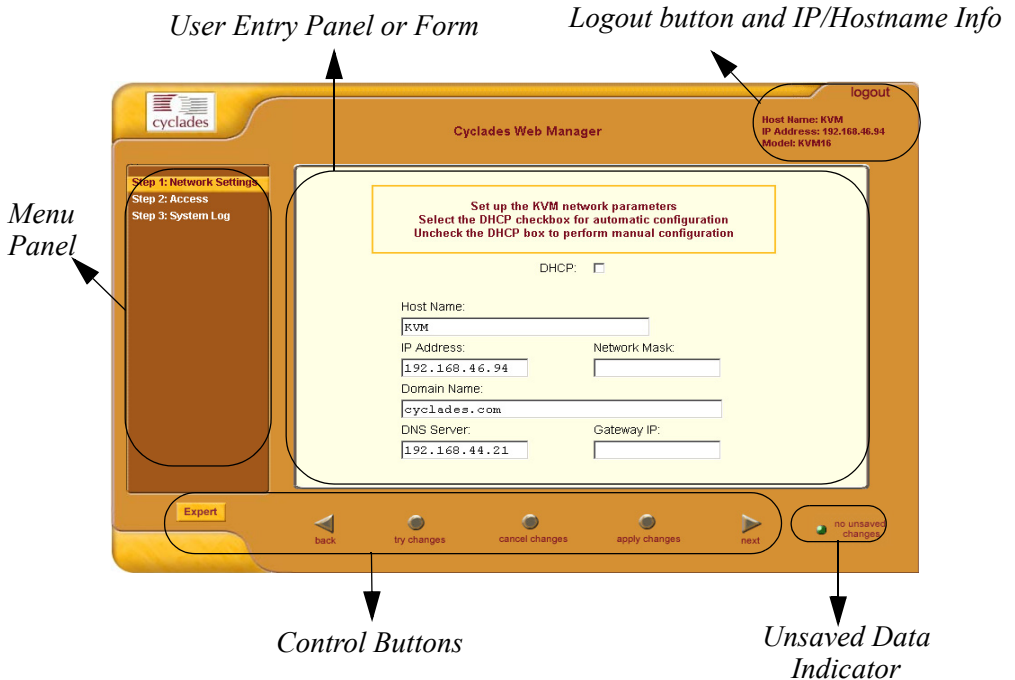 User Entry Panel or Form
Logout button and IP/Hostname Info
logout
cyclades
Cyclades Web Manager
Host Name: KVM
IP Address: 192.168.46.94
Model: KVM16
Menu
Panel
Step 1: Network Settings
Step 2: Access
Step 3: System Log
Set up the KVM network parameters
Select the DHCP checkbox for automatic configuration
Uncheck the DHCP box to perform manual configuration
DHCP:
Host Name:
KVM
IP Address: Network Mask:
192.168.46.94
Domain Name:
cyclades.com
DNS Server: Gateway IP:
192.168.44.21
Expert
back try changes cancel changes apply changes next
no unsaved
changes
Control Buttons
Unsaved Data
Indicator